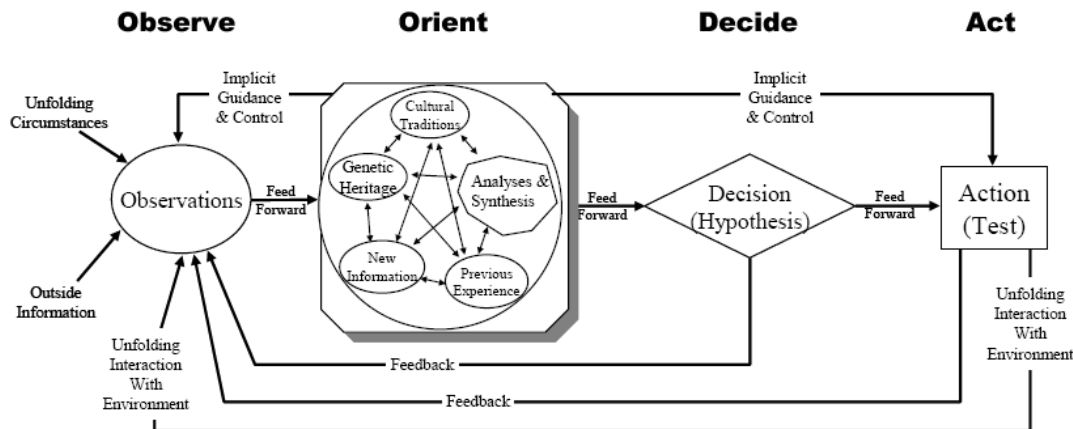 Observe
Orient
Decide
Act
Implicit
Guidance
& Control
Implicit
Guidance
& Control
Unfolding
Circumstances
Cultural
Traditions
Genetic
Heritage
Analyses &
Synthesis
New
Information
Previous
Experience
Observations
Feed
Forward
Feed
Forward
Decision
(Hypothesis)
Feed
Forward
Action
(Test)
Outside
Information
Unfolding
Interaction
With
Environment
Feedback
Feedback
Unfolding
Interaction
With
Environment